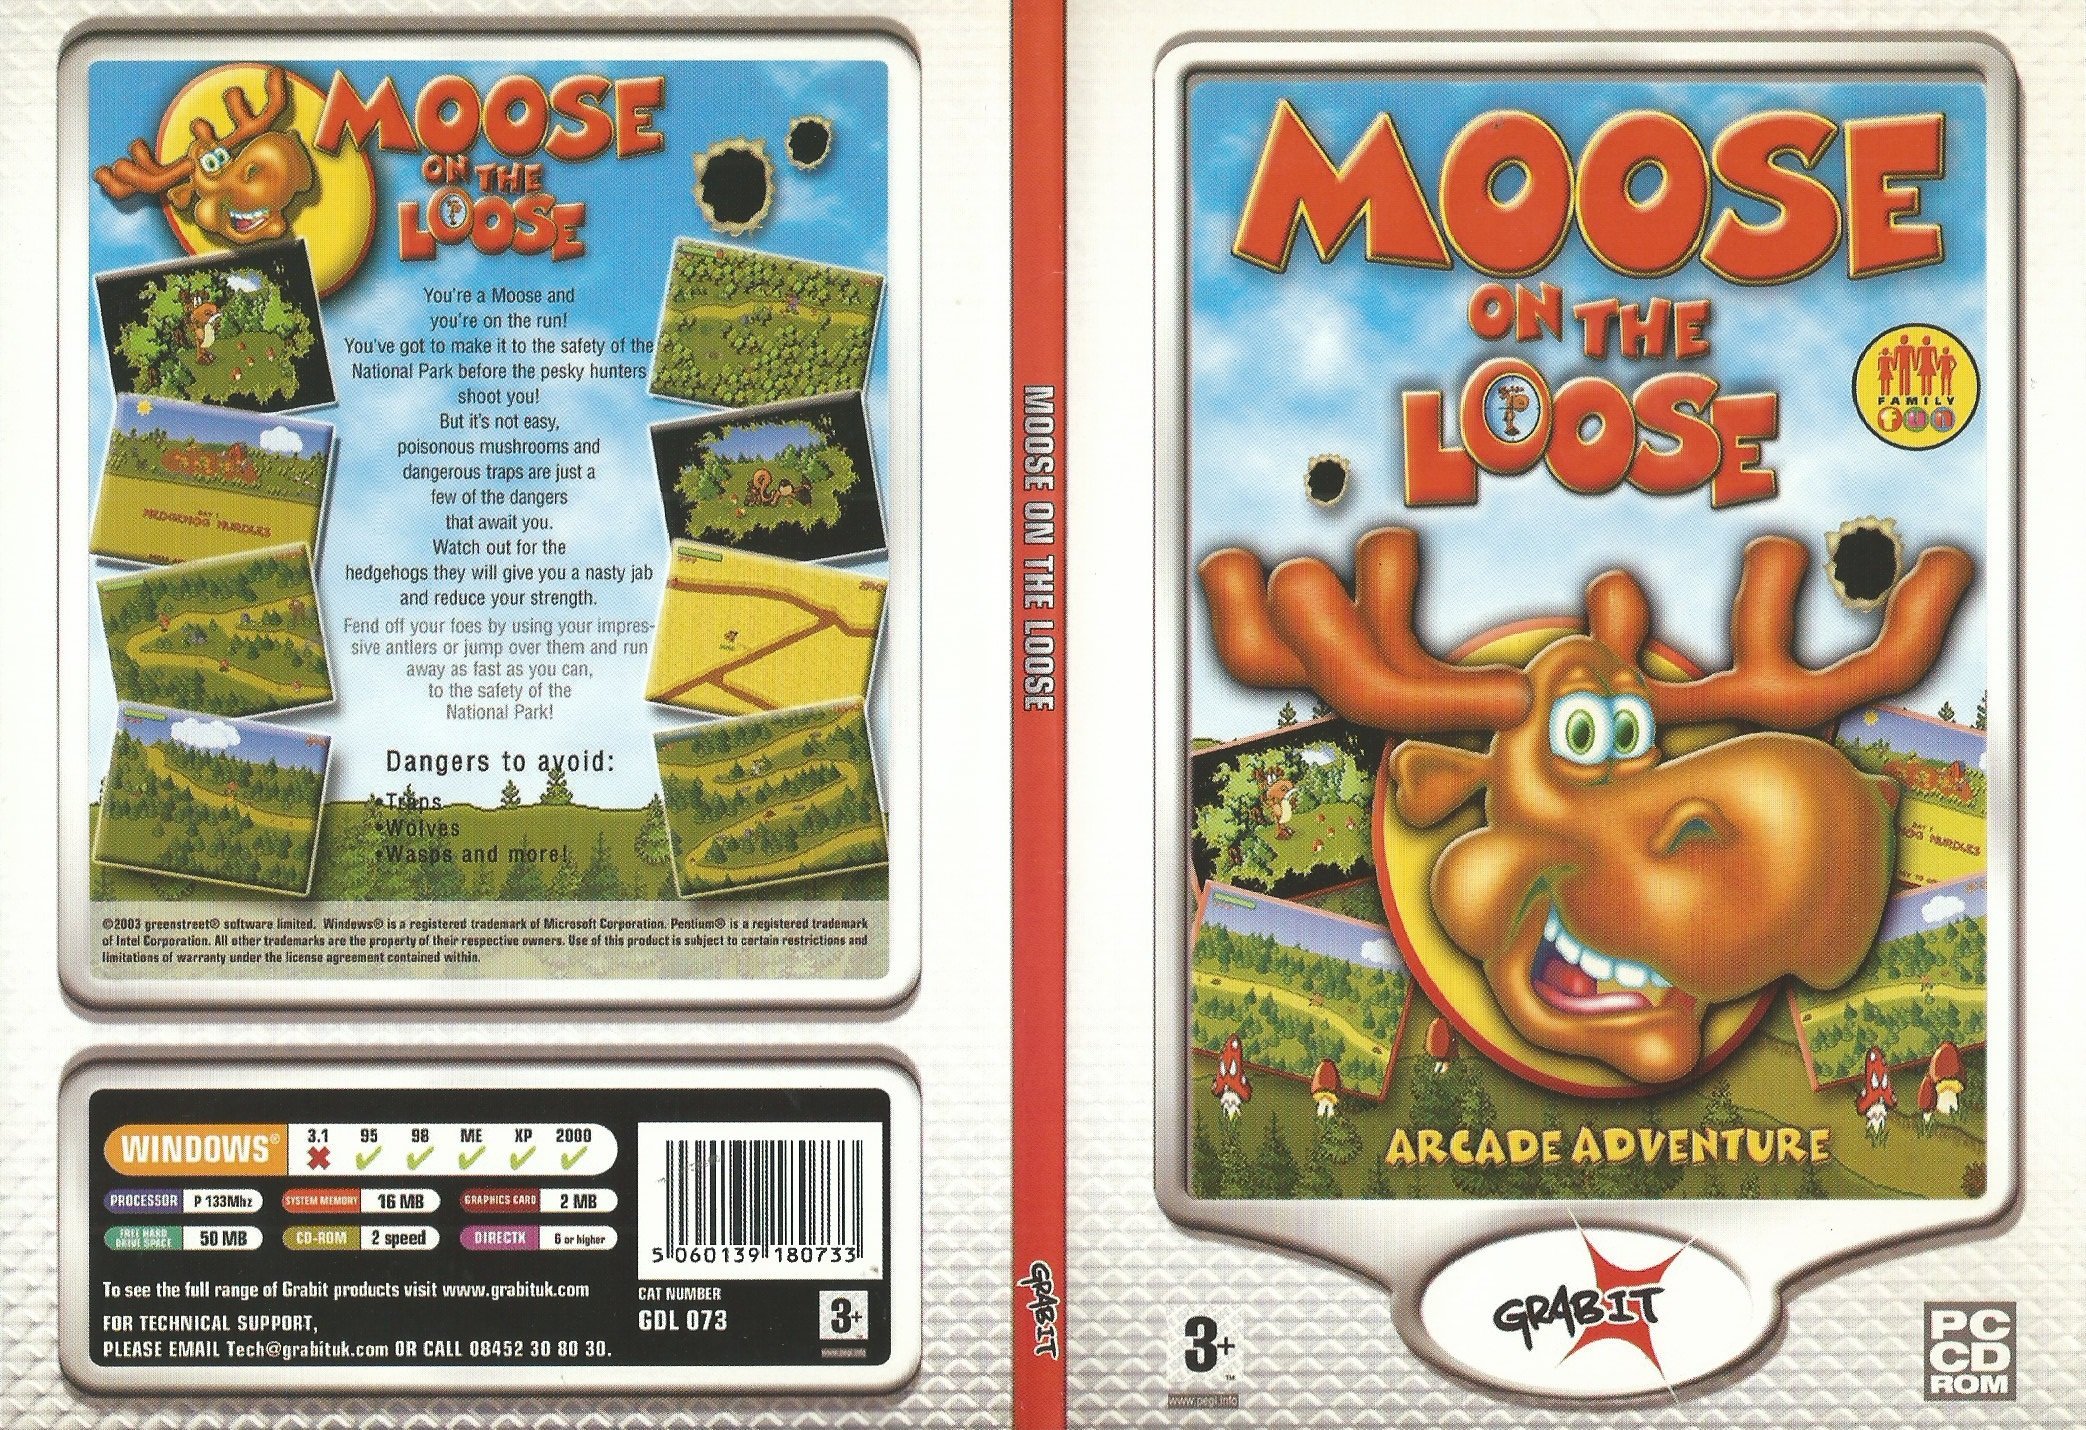 MOOSE
ON THE
LOOSE
You're a Moose and
you're on the run!
You've got to make it to the safety of the
National Park before the pesky hunters
shoot you!
But it's not easy,
poisonous mushrooms and
dangerous traps are just a
few of the dangers
that await you.
Watch out for the
hedgehogs they will give you a nasty jab
and reduce your strength.
Fend off your foes by using your impres-
sive antlers or jump over them and run
away as fast as you can,
to the safety of the
National Park!
DAY 1
HEDGEHOG HURDLES
Dangers to avoid:
•Traps
•Wolves
•Wasps and more!
©2003 greenstreet® software limited. Windows® is a registered trademark of Microsoft Corporation. Pentium® is a registered trademark
of Intel Corporation. All other trademarks are the property of their respective owners. Use of this product is subject to certain restrictions and
limitations of warranty under the license agreement contained within.
WINDOWS® 3.1 95 98 ME XP 2000
PROCESSOR P 133Mhz SYSTEM MEMORY 16 MB GRAPHICS CARD 2 MB
FREE HARD
DRIVE SPACE 50 MB CD-ROM 2 speed DIRECTX 6 or higher
To see the full range of Grabit products visit www.grabituk.com
FOR TECHNICAL SUPPORT,
PLEASE EMAIL Tech@grabituk.com OR CALL 08452 30 80 30.
5 060139 180733
CAT NUMBER
GDL 073
3+
www.pegi.info
MOOSE ON THE LOOSE
GRABIT
MOOSE
ON THE
LOOSE
FAMILY
fun
DAY 1
HOG HURDLES
ARCADE ADVENTURE
GRABIT
3+
™
www.pegi.info
PC
CD
ROM